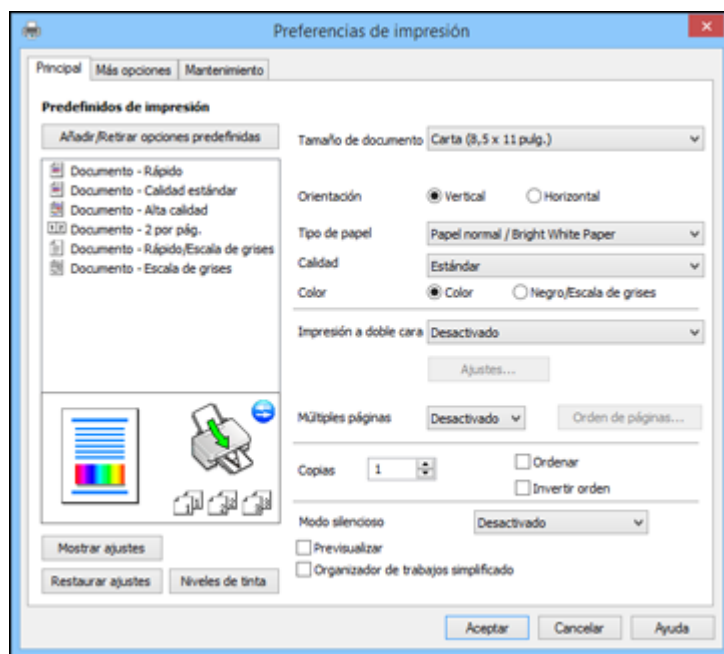 Preferencias de impresión
Principal
Más opciones
Mantenimiento
Predefinidos de impresión
Añadir/Retirar opciones predefinidas
Documento - Rápido
Documento - Calidad estándar
Documento - Alta calidad
Documento - 2 por pág.
Documento - Rápido/Escala de grises
Documento - Escala de grises
Mostrar ajustes
Restaurar ajustes
Niveles de tinta
Tamaño de documento
Carta (8,5 x 11 pulg.)
Orientación
Vertical
Horizontal
Tipo de papel
Papel normal / Bright White Paper
Calidad
Estándar
Color
Color
Negro/Escala de grises
Impresión a doble cara
Desactivado
Ajustes...
Múltiples páginas
Desactivado
Orden de páginas...
Copias
1
Ordenar
Invertir orden
Modo silencioso
Desactivado
Previsualizar
Organizador de trabajos simplificado
Aceptar
Cancelar
Ayuda